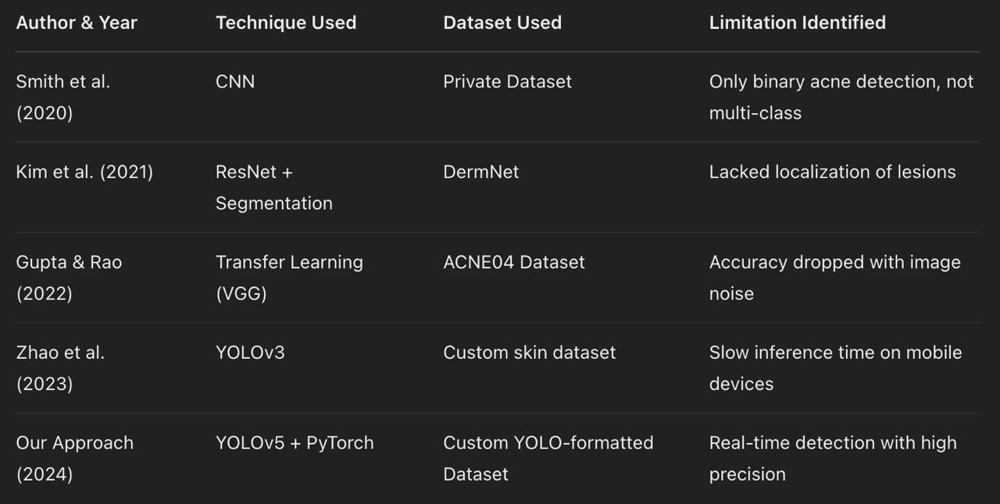 Author & Year Technique Used Dataset Used Limitation Identified
Smith et al. CNN Private Dataset Only binary acne detection, not
(2020) multi-class
Kim et al. (2021) ResNet + DermNet Lacked localization of lesions
Segmentation
Gupta & Rao Transfer Learning ACNE04 Dataset Accuracy dropped with image
(2022) (VGG) noise
Zhao et al. YOLOv3 Custom skin dataset Slow inference time on mobile
(2023) devices
Our Approach YOLOv5 + PyTorch Custom YOLO-formatted Real-time detection with high
(2024) Dataset precision